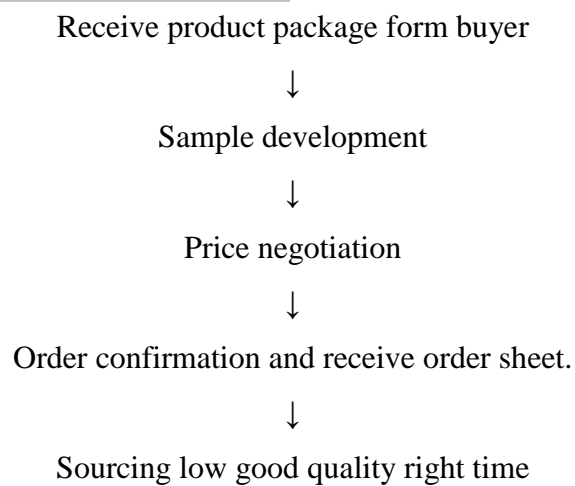 Receive product package form buyer
↓
Sample development
↓
Price negotiation
↓
Order confirmation and receive order sheet.
↓
Sourcing low good quality right time